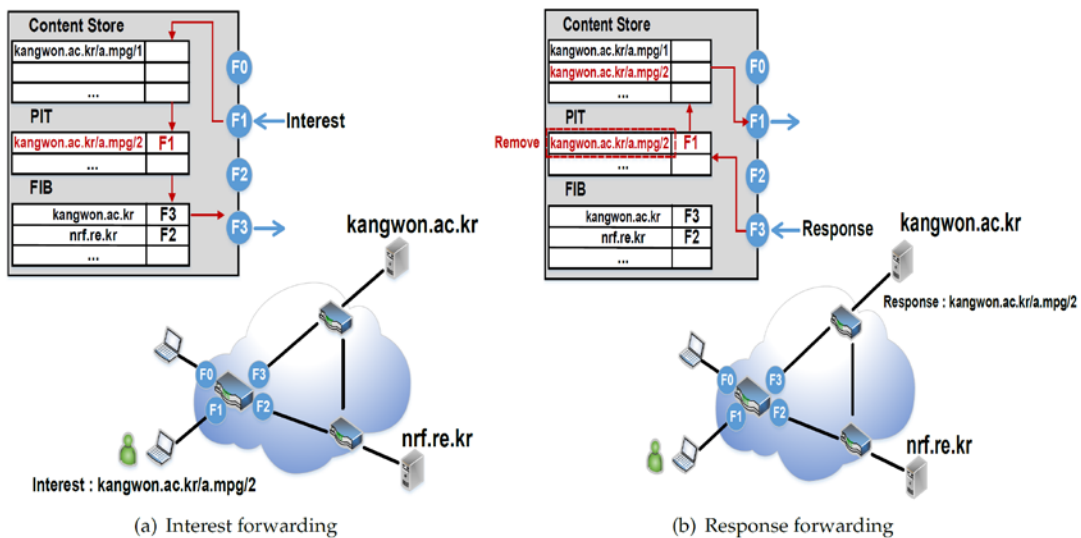 Content Store
kangwon.ac.kr/a.mpg/1
...
PIT
kangwon.ac.kr/a.mpg/2 F1
...
FIB
kangwon.ac.kr F3
nrf.re.kr F2
...
F0
F1
Interest
F2
F3
kangwon.ac.kr
F0
F3
F1
F2
nrf.re.kr
Interest : kangwon.ac.kr/a.mpg/2
(a) Interest forwarding
Content Store
kangwon.ac.kr/a.mpg/1
kangwon.ac.kr/a.mpg/2
...
PIT
Remove
kangwon.ac.kr/a.mpg/2 F1
...
FIB
kangwon.ac.kr F3
nrf.re.kr F2
...
F0
F1
F2
F3
Response
kangwon.ac.kr
Response : kangwon.ac.kr/a.mpg/2
F0
F3
F1
F2
nrf.re.kr
(b) Response forwarding